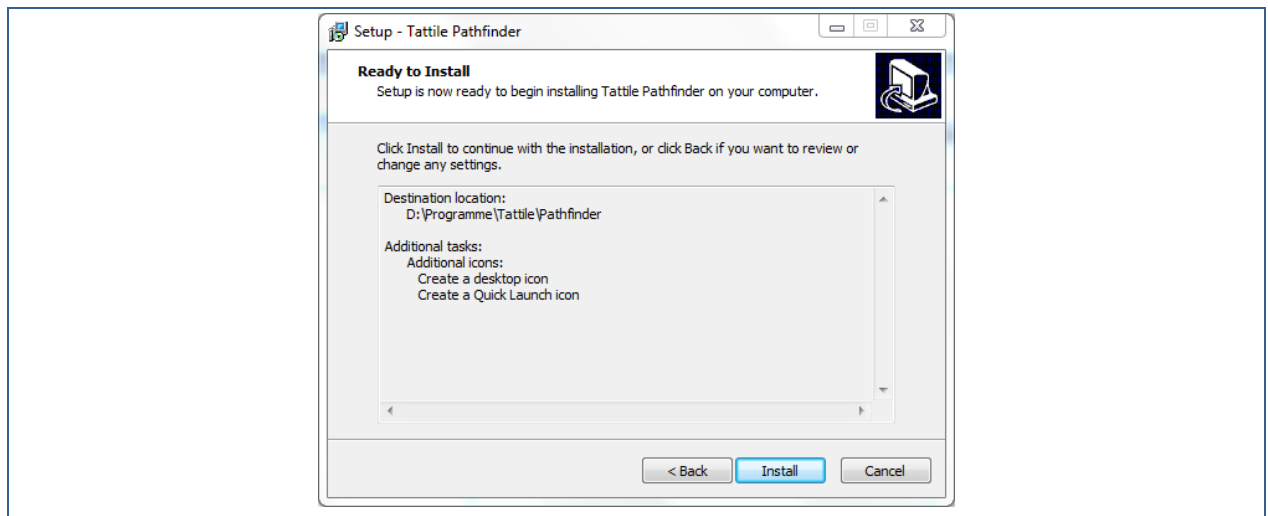 Setup - Tattile Pathfinder
Ready to Install
Setup is now ready to begin installing Tattile Pathfinder on your computer.
Click Install to continue with the installation, or click Back if you want to review or
change any settings.
Destination location:
D:\Programme\Tattile\Pathfinder
Additional tasks:
Additional icons:
Create a desktop icon
Create a Quick Launch icon
< Back
Install
Cancel